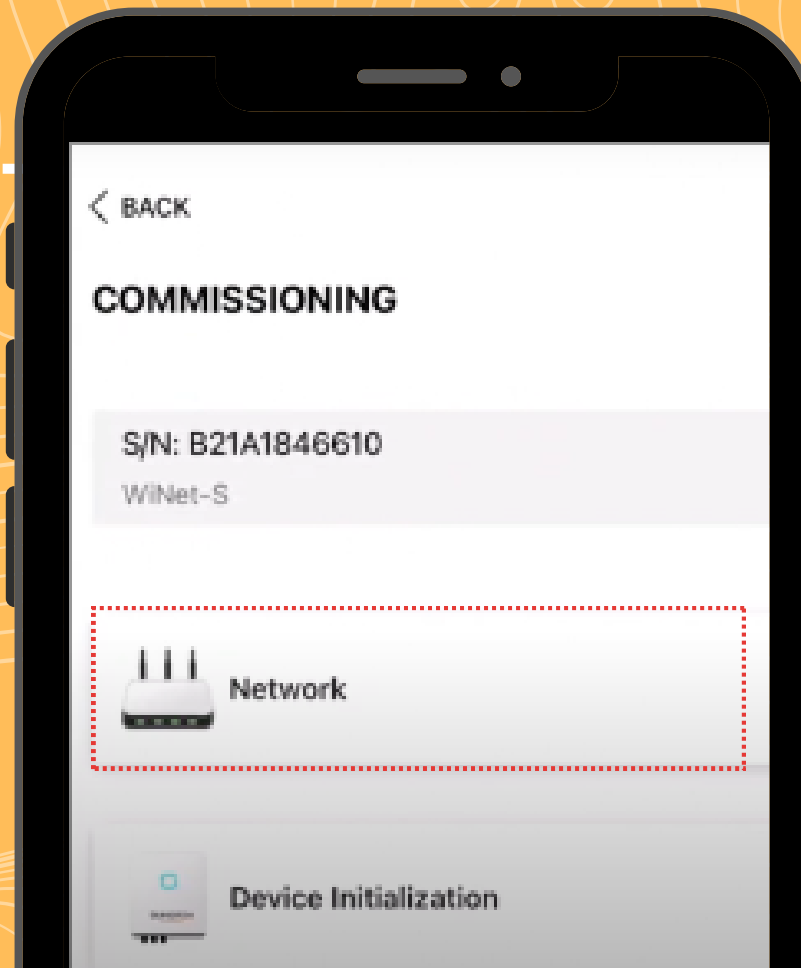 BACK
COMMISSIONING
S/N: B21A1846610
WiNet-S
Network
Device Initialization